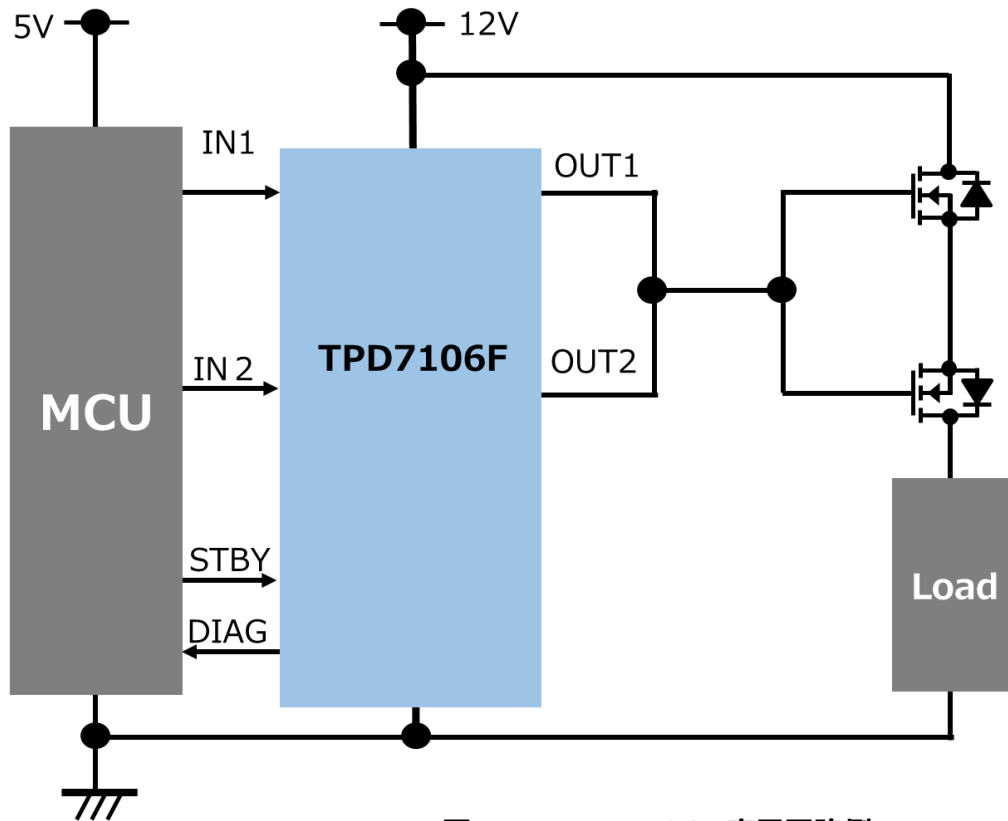 5V
12V
IN1
OUT1
TPD7106F
IN 2
OUT2
MCU
STBY
Load
DIAG